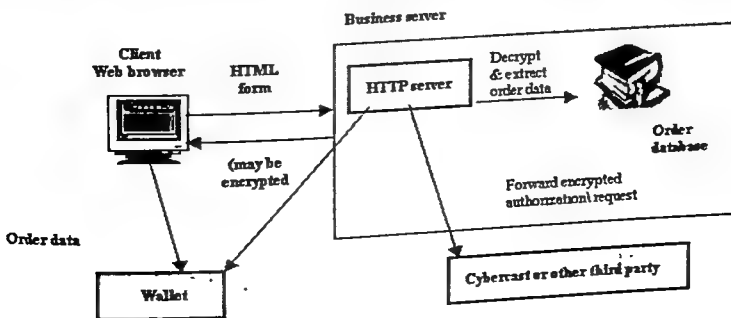 Business server
Client
Web browser
HTML
form
HTTP server
Decrypt
& extract
order data
Order
database
(may be
encrypted
Forward encrypted
authorization request
Order data
Wallet
Cybercast or other third party